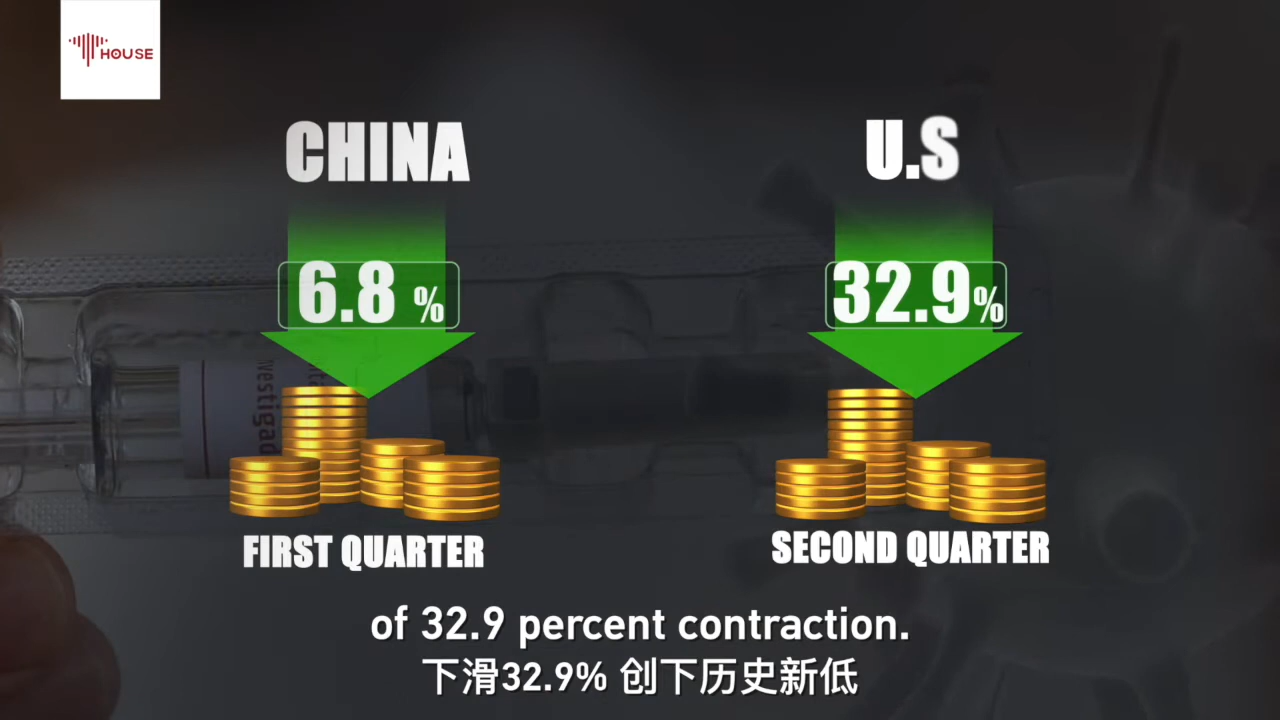 HOUSE
CHINA
U.S
6.8 %
32.9%
vestigad
FIRST QUARTER
SECOND QUARTER
of 32.9 percent contraction.
下滑32.9% 创下历史新低